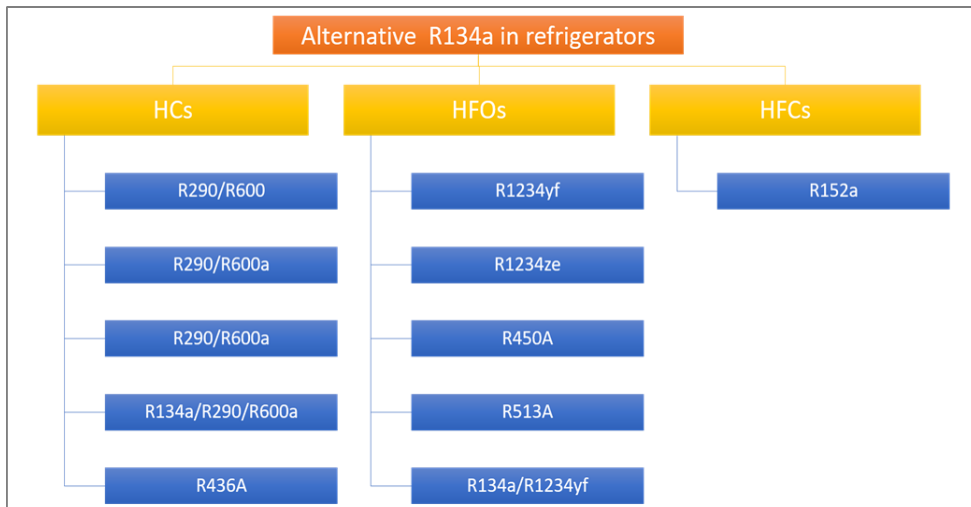 Alternative R134a in refrigerators
HCs
HFOs
HFCs
R290/R600
R1234yf
R152a
R290/R600a
R1234ze
R290/R600a
R450A
R134a/R290/R600a
R513A
R436A
R134a/R1234yf